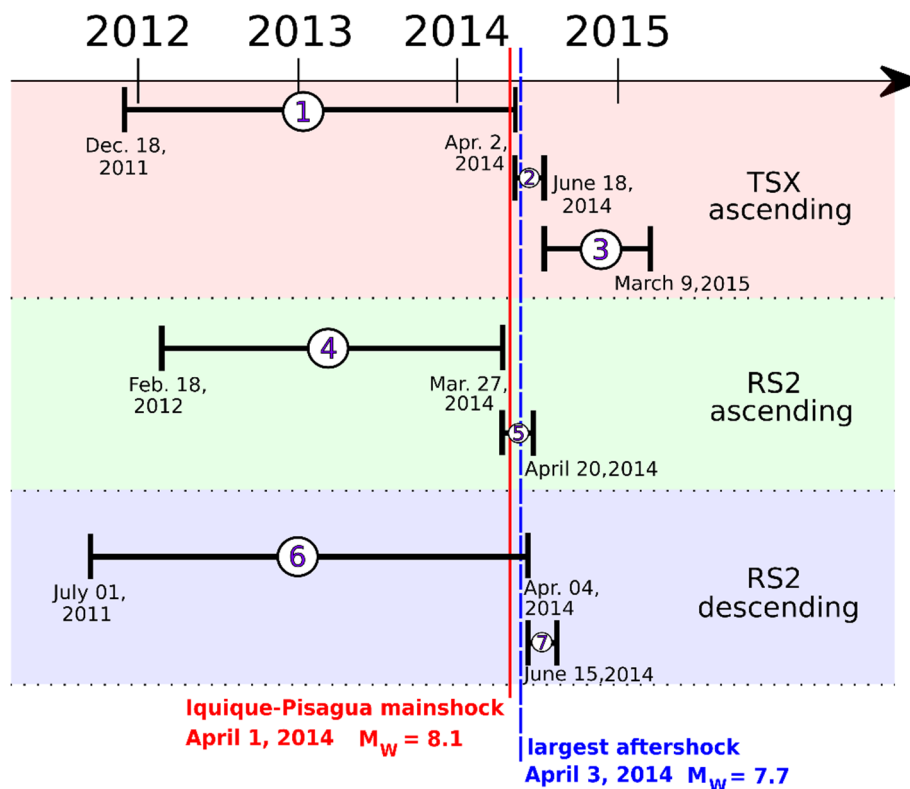 2012 2013 2014 2015
1
Dec. 18,
2011
Apr. 2,
2014
2
June 18,
2014
3
March 9,2015
TSX
ascending
4
Feb. 18,
2012
Mar. 27,
2014
5
April 20,2014
RS2
ascending
6
July 01,
2011
Apr. 04,
2014
7
June 15,2014
RS2
descending
Iquique-Pisagua mainshock
April 1, 2014 MW = 8.1
largest aftershock
April 3, 2014 MW = 7.7